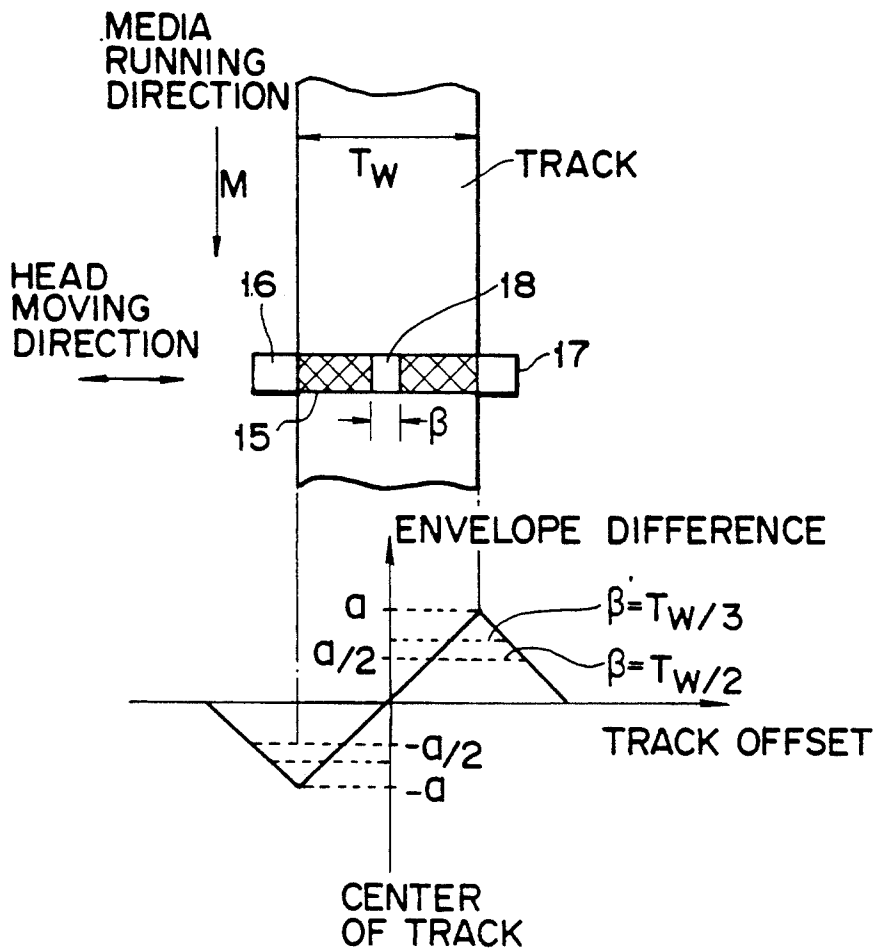 MEDIA
RUNNING
DIRECTION
M
TW
TRACK
HEAD
MOVING
DIRECTION
16
18
17
15
β
ENVELOPE DIFFERENCE
a
β=TW/3
a/2
β=TW/2
TRACK OFFSET
-a/2
-a
CENTER
OF TRACK